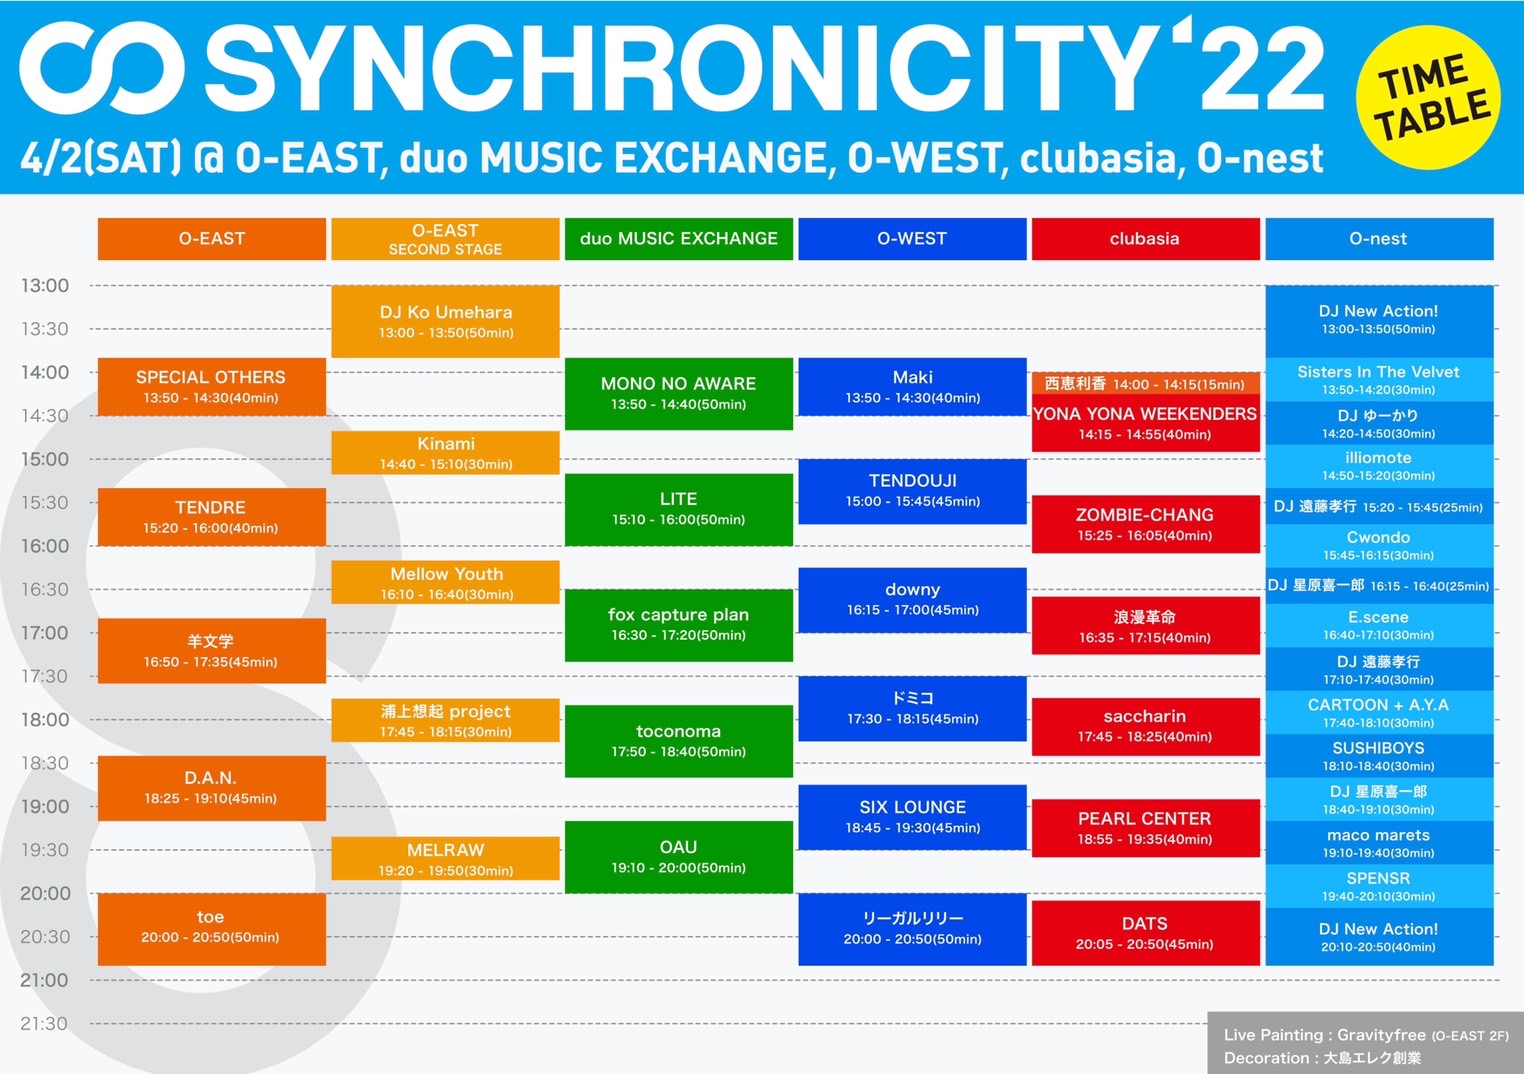 SYNCHRONICITY '22
TIME
TABLE
4/2(SAT) @ O-EAST, duo MUSIC EXCHANGE, O-WEST, clubasia, O-nest
O-EAST
SPECIAL OTHERS
13:50 - 14:30(40min)
TENDRE
15:20 - 16:00(40min)
羊文学
16:50 - 17:35(45min)
D.A.N.
18:25 - 19:10(45min)
toe
20:00 - 20:50(50min)
O-EAST
SECOND STAGE
DJ Ko Umehara
13:00 - 13:50(50min)
Kinami
14:40 - 15:10(30min)
Mellow Youth
16:10 - 16:40(30min)
浦上想起 project
17:45 - 18:15(30min)
MELRAW
19:20 - 19:50(30min)
duo MUSIC EXCHANGE
MONO NO AWARE
13:50 - 14:40(50min)
LITE
15:10 - 16:00(50min)
fox capture plan
16:30 - 17:20(50min)
toconoma
17:50 - 18:40(50min)
OAU
19:10 - 20:00(50min)
O-WEST
Maki
13:50 - 14:30(40min)
TENDOUJI
15:00 - 15:45(45min)
downy
16:15 - 17:00(45min)
ドミコ
17:30 - 18:15(45min)
SIX LOUNGE
18:45 - 19:30(45min)
リーガルリリー
20:00 - 20:50(50min)
clubasia
西恵利香 14:00 - 14:15(15min)
YONA YONA WEEKENDERS
14:15 - 14:55(40min)
ZOMBIE-CHANG
15:25 - 16:05(40min)
浪漫革命
16:35 - 17:15(40min)
saccharin
17:45 - 18:25(40min)
PEARL CENTER
18:55 - 19:35(40min)
DATS
20:05 - 20:50(45min)
O-nest
DJ New Action!
13:00-13:50(50min)
Sisters In The Velvet
13:50-14:20(30min)
DJ ゆーかり
14:20-14:50(30min)
illiomote
14:50-15:20(30min)
DJ 遠藤孝行 15:20 - 15:45(25min)
Cwondo
15:45-16:15(30min)
DJ 星原喜一郎 16:15 - 16:40(25min)
E.scene
16:40-17:10(30min)
DJ 遠藤孝行
17:10-17:40(30min)
CARTOON + A.Y.A
17:40-18:10(30min)
SUSHIBOYS
18:10-18:40(30min)
DJ 星原喜一郎
18:40-19:10(30min)
maco marets
19:10-19:40(30min)
SPENSR
19:40-20:10(30min)
DJ New Action!
20:10-20:50(40min)
13:00
13:30
14:00
14:30
15:00
15:30
16:00
16:30
17:00
17:30
18:00
18:30
19:00
19:30
20:00
20:30
21:00
21:30
Live Painting : Gravityfree (O-EAST 2F)
Decoration : 大島エレク創業